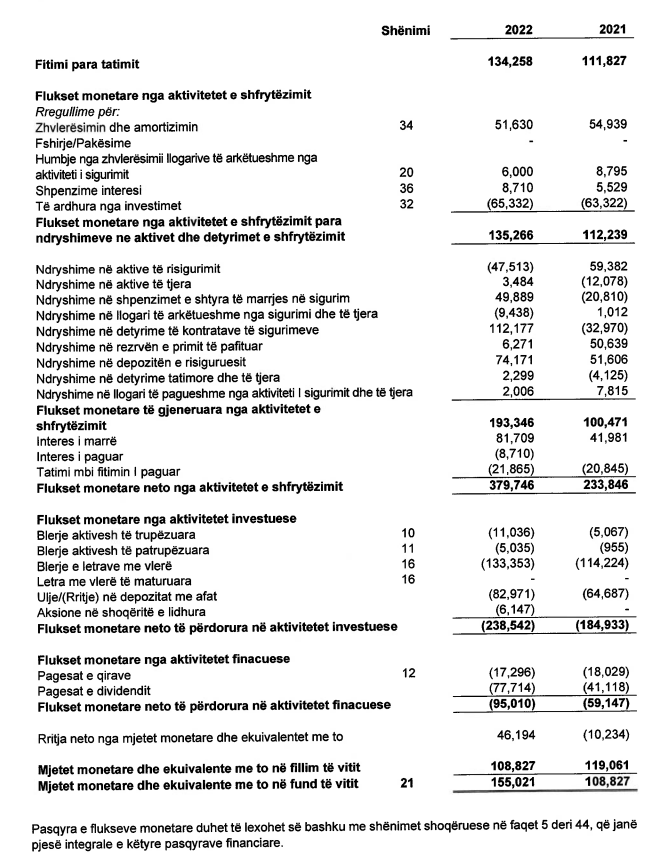 Shënimi 2022 2021
Fitimi para tatimit 134,258 111,827
Flukset monetare nga aktivitetet e shfrytëzimit
Rregullime për:
Zhvlerësimin dhe amortizimin 34 51,630 54,939
Fshirje/Pakësime - -
Humbje nga zhvlerësimii llogarive të arkëtueshme nga
aktiviteti i sigurimit 20 6,000 8,795
Shpenzime interesi 36 8,710 5,529
Të ardhura nga investimet 32 (65,332) (63,322)
Flukset monetare nga aktivitetet e shfrytëzimit para
ndryshimeve ne aktivet dhe detyrimet e shfrytëzimit 135,266 112,239
Ndryshime në aktive të risigurimit (47,513) 59,382
Ndryshime në aktive të tjera 3,484 (12,078)
Ndryshime në shpenzimet e shtyra të marrjes në sigurim 49,889 (20,810)
Ndryshime në llogari të arkëtueshme nga sigurimi dhe të tjera (9,438) 1,012
Ndryshime në detyrime të kontratave të sigurimeve 112,177 (32,970)
Ndryshime në rezrvën e primit të pafituar 6,271 50,639
Ndryshime në depozitën e risiguruesit 74,171 51,606
Ndryshime në detyrime tatimore dhe të tjera 2,299 (4,125)
Ndryshime në llogari të pagueshme nga aktiviteti I sigurimit dhe të tjera 2,006 7,815
Flukset monetare të gjeneruara nga aktivitetet e
shfrytëzimit 193,346 100,471
Interes i marrë 81,709 41,981
Interes i paguar (8,710)
Tatimi mbi fitimin I paguar (21,865) (20,845)
Flukset monetare neto nga aktivitetet e shfrytëzimit 379,746 233,846
Flukset monetare nga aktivitetet investuese
Blerje aktivesh të trupëzuara 10 (11,036) (5,067)
Blerje aktivesh të patrupëzuara 11 (5,035) (955)
Blerje e letrave me vlerë 16 (133,353) (114,224)
Letra me vlerë të maturuara 16 - -
Ulje/(Rritje) në depozitat me afat (82,971) (64,687)
Aksione në shoqëritë e lidhura (6,147) -
Flukset monetare neto të përdorura në aktivitetet investuese (238,542) (184,933)
Flukset monetare nga aktivitetet finacuese
Pagesat e qirave 12 (17,296) (18,029)
Pagesat e dividendit (77,714) (41,118)
Flukset monetare neto të përdorura në aktivitetet finacuese (95,010) (59,147)
Rritja neto nga mjetet monetare dhe ekuivalentet me to 46,194 (10,234)
Mjetet monetare dhe ekuivalente me to në fillim të vitit 108,827 119,061
Mjetet monetare dhe ekuivalente me to në fund të vitit 21 155,021 108,827
Pasqyra e flukseve monetare duhet të lexohet së bashku me shënimet shoqëruese në faqet 5 deri 44, që janë
pjesë integrale e këtyre pasqyrave financiare.